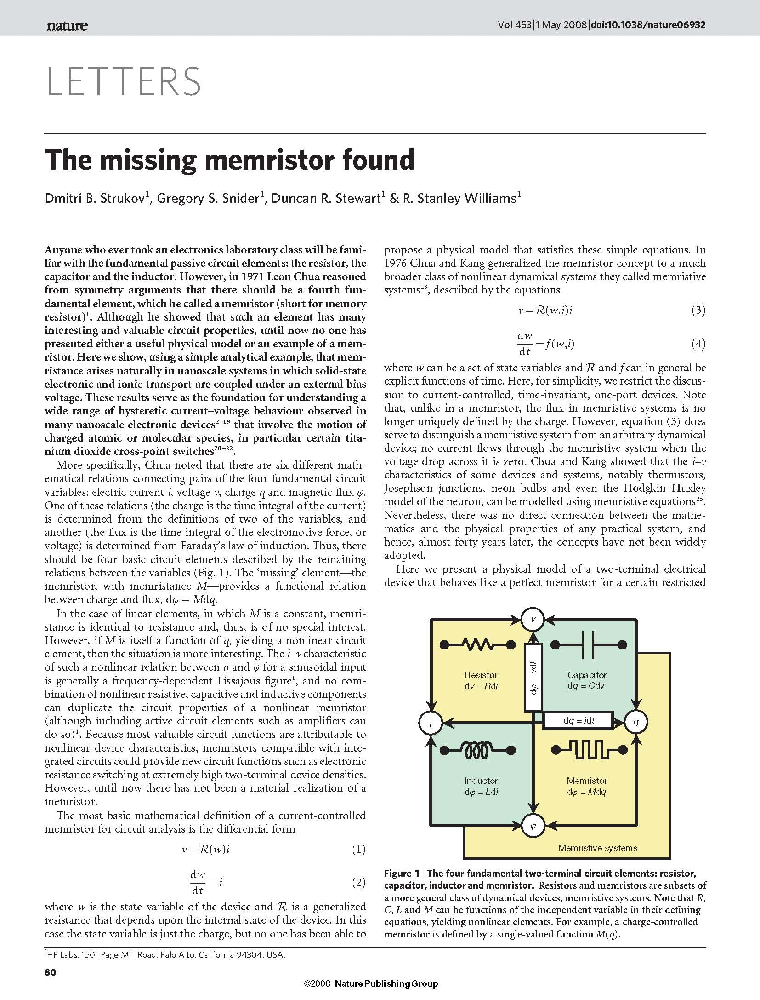 nature
Vol 453|1 May 2008|doi:10.1038/nature06932
LETTERS
The missing memristor found
Dmitri B. Strukov¹, Gregory S. Snider¹, Duncan R. Stewart¹ & R. Stanley Williams¹
Anyone who ever took an electronics laboratory class will be fami-
liar with the fundamental passive circuit elements: the resistor, the
capacitor and the inductor. However, in 1971 Leon Chua reasoned
from symmetry arguments that there should be a fourth fun-
damental element, which he called a memristor (short for memory
resistor)¹. Although he showed that such an element has many
interesting and valuable circuit properties, until now no one has
presented either a useful physical model or an example of a mem-
ristor. Here we show, using a simple analytical example, that mem-
ristance arises naturally in nanoscale systems in which solid-state
electronic and ionic transport are coupled under an external bias
voltage. These results serve as the foundation for understanding a
wide range of hysteretic current–voltage behaviour observed in
many nanoscale electronic devices²⁻¹⁹ that involve the motion of
charged atomic or molecular species, in particular certain tita-
nium dioxide cross-point switches²⁰⁻²².
More specifically, Chua noted that there are six different math-
ematical relations connecting pairs of the four fundamental circuit
variables: electric current i, voltage v, charge q and magnetic flux φ.
One of these relations (the charge is the time integral of the current)
is determined from the definitions of two of the variables, and
another (the flux is the time integral of the electromotive force, or
voltage) is determined from Faraday's law of induction. Thus, there
should be four basic circuit elements described by the remaining
relations between the variables (Fig. 1). The 'missing' element—the
memristor, with memristance M—provides a functional relation
between charge and flux, dφ = Mdq.
In the case of linear elements, in which M is a constant, memri-
stance is identical to resistance and, thus, is of no special interest.
However, if M is itself a function of q, yielding a nonlinear circuit
element, then the situation is more interesting. The i–v characteristic
of such a nonlinear relation between q and φ for a sinusoidal input
is generally a frequency-dependent Lissajous figure¹, and no com-
bination of nonlinear resistive, capacitive and inductive components
can duplicate the circuit properties of a nonlinear memristor
(although including active circuit elements such as amplifiers can
do so)¹. Because most valuable circuit functions are attributable to
nonlinear device characteristics, memristors compatible with inte-
grated circuits could provide new circuit functions such as electronic
resistance switching at extremely high two-terminal device densities.
However, until now there has not been a material realization of a
memristor.
The most basic mathematical definition of a current-controlled
memristor for circuit analysis is the differential form
v = ℛ(w)i (1)
dw/dt = i (2)
where w is the state variable of the device and ℛ is a generalized
resistance that depends upon the internal state of the device. In this
case the state variable is just the charge, but no one has been able to
propose a physical model that satisfies these simple equations. In
1976 Chua and Kang generalized the memristor concept to a much
broader class of nonlinear dynamical systems they called memristive
systems²³, described by the equations
v = ℛ(w,i)i (3)
dw/dt = f(w,i) (4)
where w can be a set of state variables and ℛ and f can in general be
explicit functions of time. Here, for simplicity, we restrict the discus-
sion to current-controlled, time-invariant, one-port devices. Note
that, unlike in a memristor, the flux in memristive systems is no
longer uniquely defined by the charge. However, equation (3) does
serve to distinguish a memristive system from an arbitrary dynamical
device; no current flows through the memristive system when the
voltage drop across it is zero. Chua and Kang showed that the i–v
characteristics of some devices and systems, notably thermistors,
Josephson junctions, neon bulbs and even the Hodgkin–Huxley
model of the neuron, can be modelled using memristive equations²³.
Nevertheless, there was no direct connection between the mathe-
matics and the physical properties of any practical system, and
hence, almost forty years later, the concepts have not been widely
adopted.
Here we present a physical model of a two-terminal electrical
device that behaves like a perfect memristor for a certain restricted
v
Resistor
dv = Rdi
dφ = vdt
Capacitor
dq = Cdv
i
dq = idt
q
Inductor
dφ = Ldi
Memristor
dφ = Mdq
φ
Memristive systems
Figure 1 | The four fundamental two-terminal circuit elements: resistor,
capacitor, inductor and memristor. Resistors and memristors are subsets of
a more general class of dynamical devices, memristive systems. Note that R,
C, L and M can be functions of the independent variable in their defining
equations, yielding nonlinear elements. For example, a charge-controlled
memristor is defined by a single-valued function M(q).
¹HP Labs, 1501 Page Mill Road, Palo Alto, California 94304, USA.
80
©2008 Nature Publishing Group